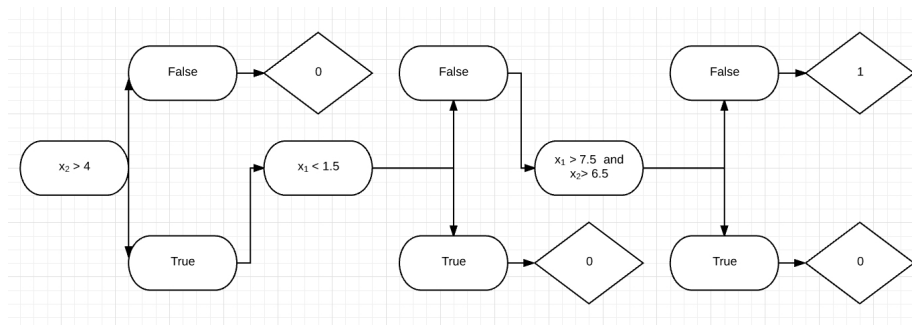 False
0
False
False
1
x₂ > 4
x₁ < 1.5
x₁ > 7.5 and
x₂> 6.5
True
True
0
True
0